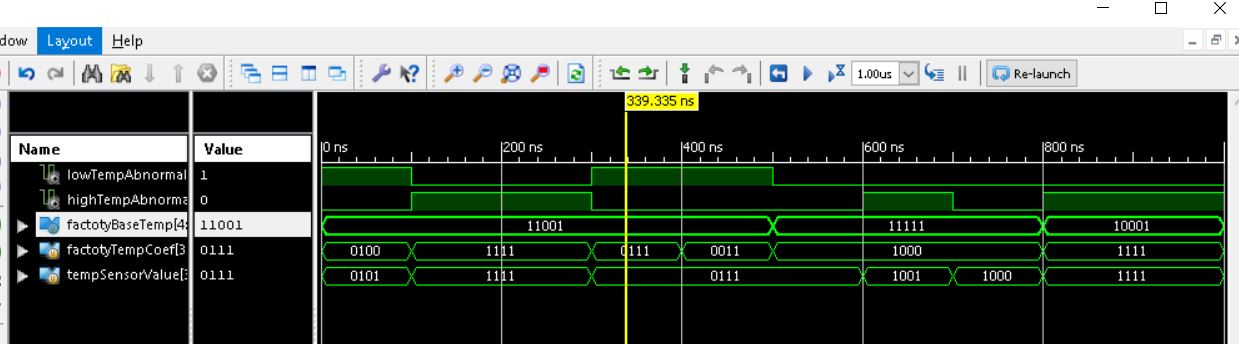 dow Layout Help
1.00us Re-launch
339.335 ns
Name Value 0 ns 200 ns 400 ns 600 ns 800 ns
lowTempAbnormal 1
highTempAbnorma 0
factotyBaseTemp[4: 11001 11001 11111 10001
factotyTempCoef[3 0111 0100 1111 0111 0011 1000 1111
tempSensorValue[3 0111 0101 1111 0111 1001 1000 1111